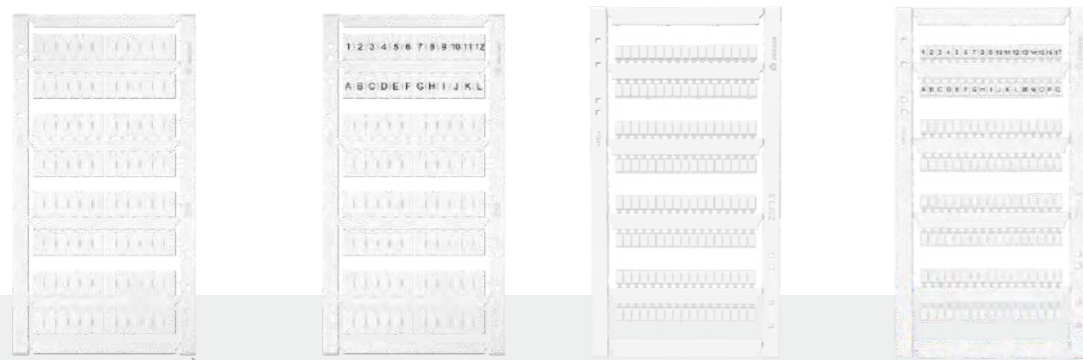 1 2 3 4 5 6 7 8 9 10 11 12
A B C D E F G H I J K L
1 2 3 4 5 6 7 8 9 10 11 12 13 14 15 16 17
A B C D E F G H I J K L M N O P Q